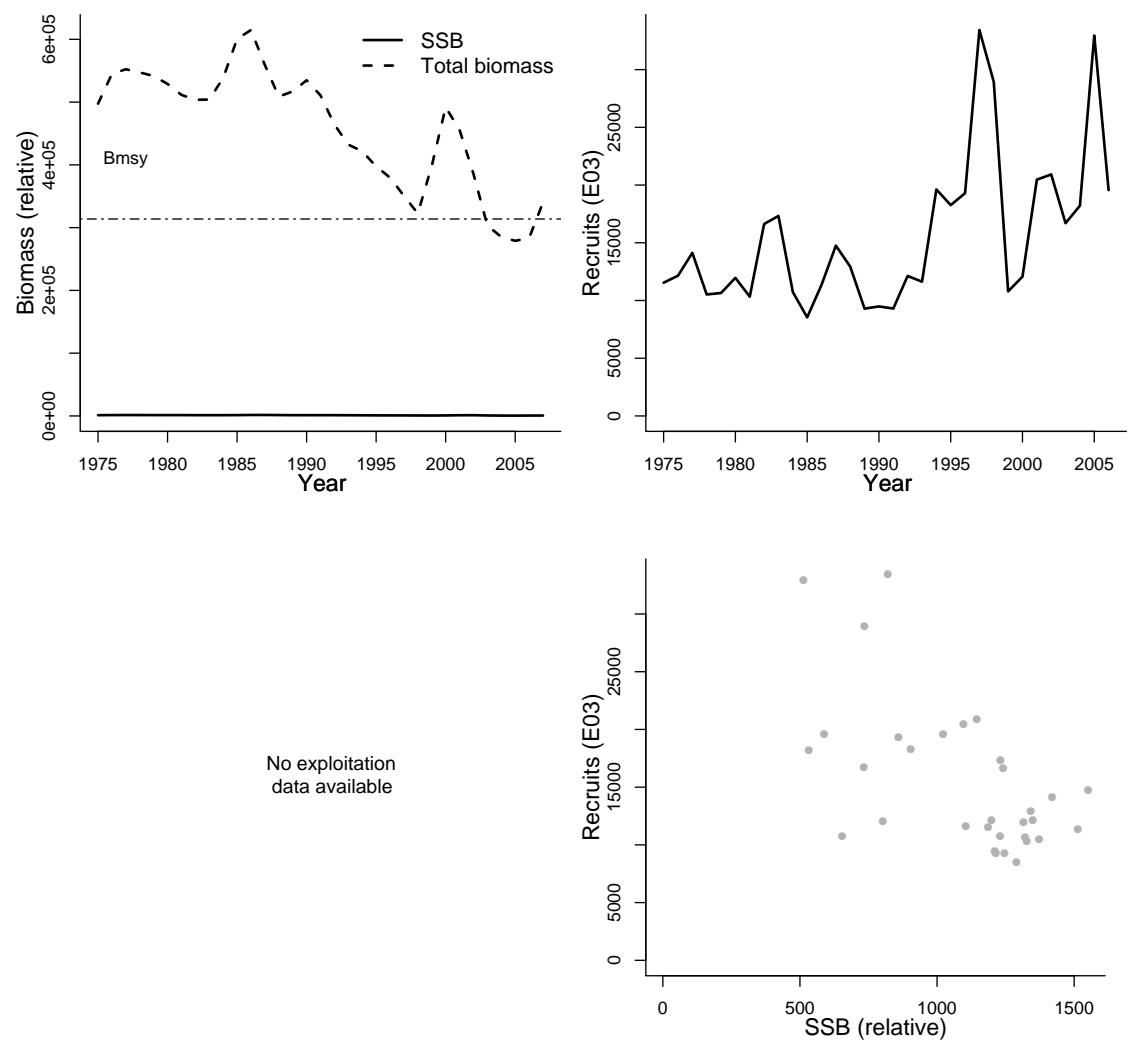 SSB
Total biomass
Bmsy
Biomass (relative)
0e+00
2e+05
4e+05
6e+05
1975 1980 1985 1990 1995 2000 2005
Year
Recruits (E03)
0
5000
15000
25000
1975 1980 1985 1990 1995 2000 2005
Year
No exploitation
data available
Recruits (E03)
0
5000
15000
25000
0 500 1000 1500
SSB (relative)